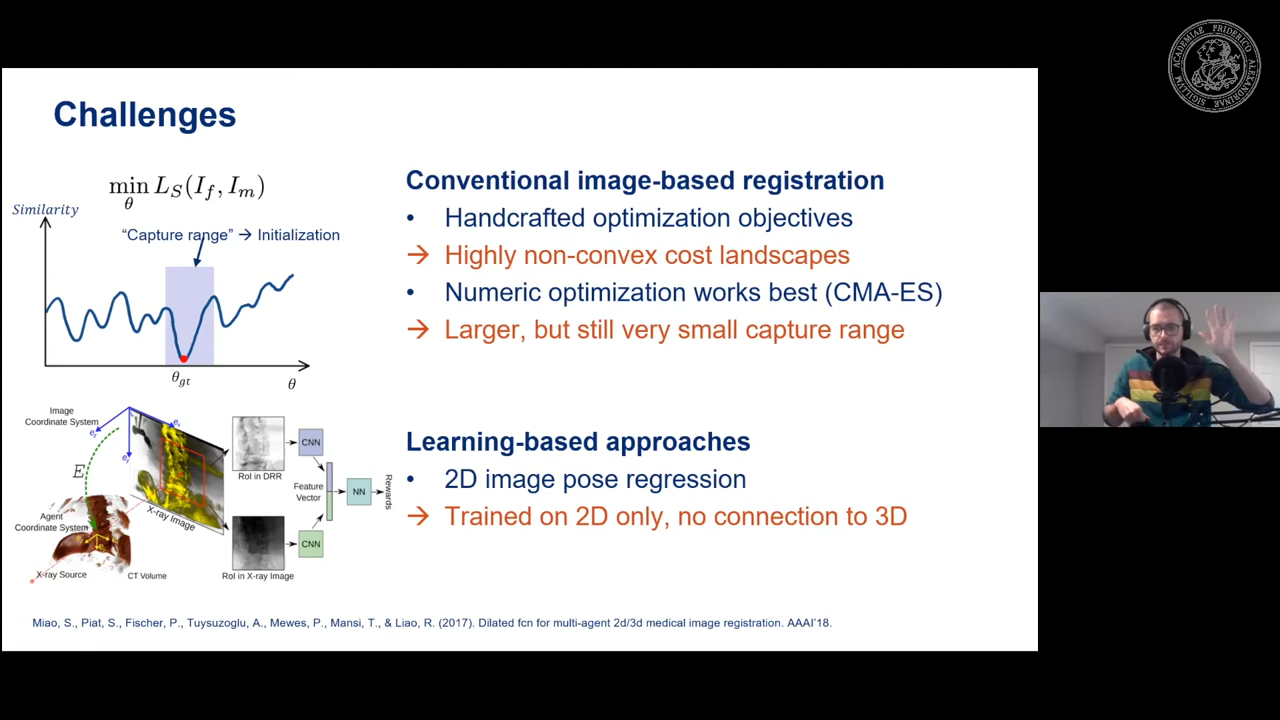 Challenges
min L_S(I_f, I_m)
θ
Similarity
“Capture range” → Initialization
θ_gt
θ
Conventional image-based registration
• Handcrafted optimization objectives
→ Highly non-convex cost landscapes
• Numeric optimization works best (CMA-ES)
→ Larger, but still very small capture range
Learning-based approaches
• 2D image pose regression
→ Trained on 2D only, no connection to 3D
Image
Coordinate System
E
Agent
Coordinate System
X-ray Source
CT Volume
X-ray Image
RoI in DRR
RoI in X-ray Image
CNN
Feature
Vector
CNN
NN
Rewards
Miao, S., Piat, S., Fischer, P., Tuysuzoglu, A., Mewes, P., Mansi, T., & Liao, R. (2017). Dilated fcn for multi-agent 2d/3d medical image registration. AAAI’18.
ACADEMIAE FRIDERICO ALEXANDRINAE SIGILLVM